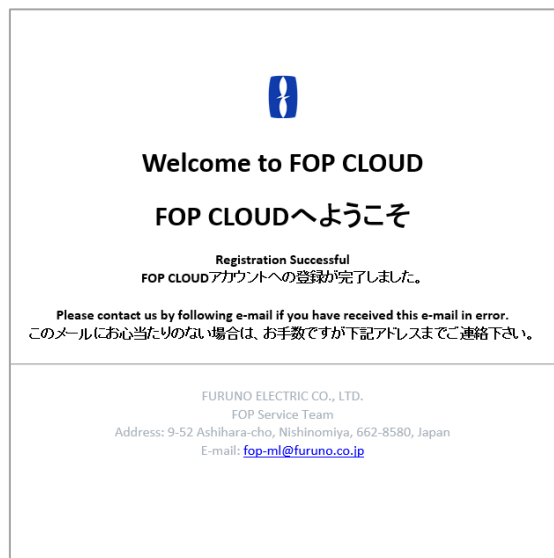 Welcome to FOP CLOUD
FOP CLOUDへようこそ
Registration Successful
FOP CLOUDアカウントへの登録が完了しました。
Please contact us by following e-mail if you have received this e-mail in error.
このメールにお心当たりのない場合は、お手数ですが下記アドレスまでご連絡下さい。
FURUNO ELECTRIC CO., LTD.
FOP Service Team
Address: 9-52 Ashihara-cho, Nishinomiya, 662-8580, Japan
E-mail: fop-ml@furuno.co.jp